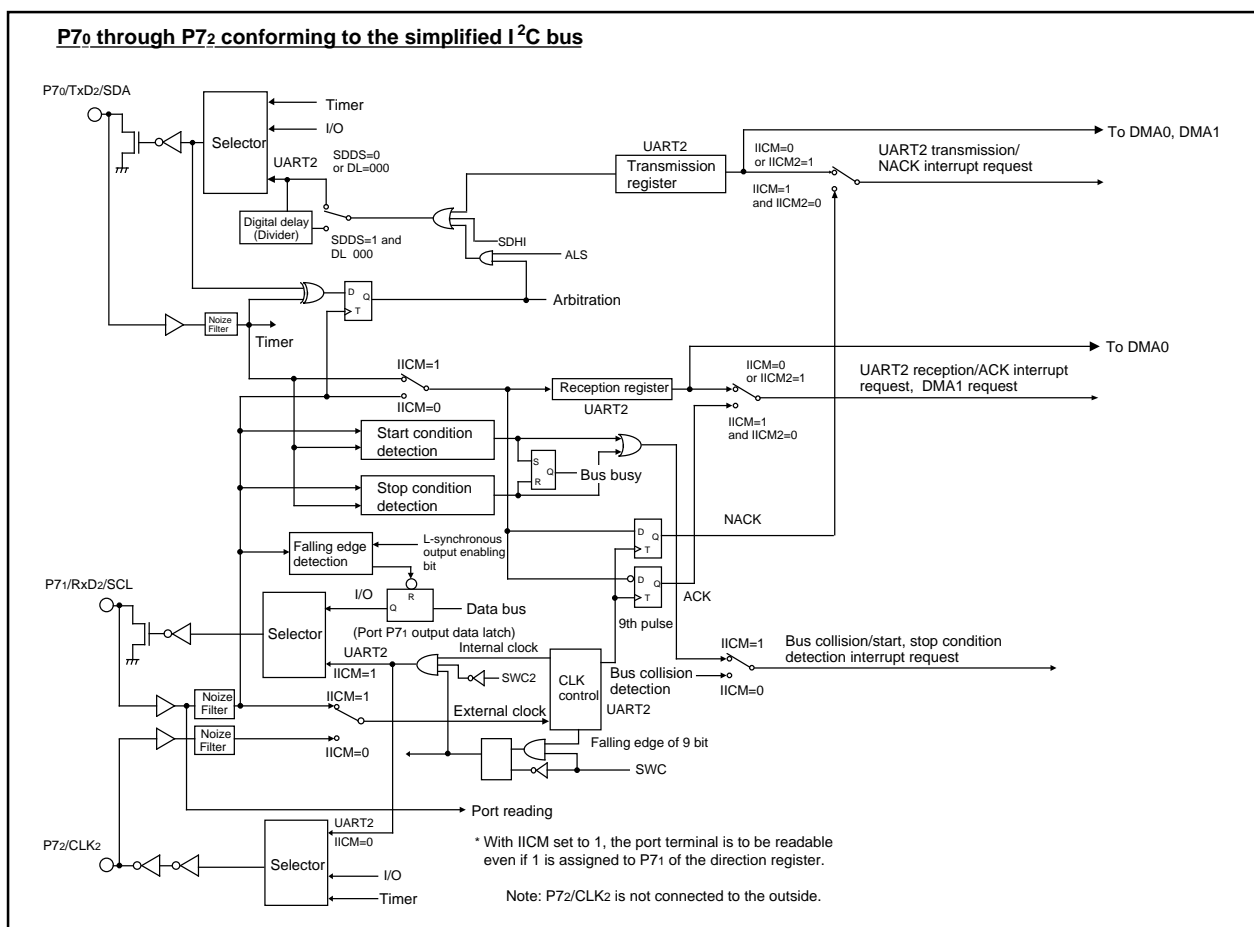 P70 through P72 conforming to the simplified I2C bus
P70/TxD2/SDA
Selector
Timer
I/O
UART2
SDDS=0
or DL=000
Digital delay
(Divider)
SDDS=1 and
DL 000
UART2
Transmission
register
SDHI
ALS
IICM=0
or IICM2=1
IICM=1
and IICM2=0
To DMA0, DMA1
UART2 transmission/
NACK interrupt
request
D
Q
T
Arbitration
Noize
Filter
Timer
IICM=1
IICM=0
Reception register
UART2
IICM=0
or IICM2=1
IICM=1
and IICM2=0
To DMA0
UART2 reception/ACK interrupt
request, DMA1 request
Start condition
detection
S
Q
R
Bus busy
Stop condition
detection
NACK
D
Q
T
Falling edge
detection
L-synchronous
output enabling
bit
D
Q
T
ACK
9th pulse
P71/RxD2/SCL
Selector
I/O
R
Q
Data bus
(Port P71 output data latch)
Internal clock
UART2
IICM=1
SWC2
CLK
control
UART2
Bus collision
detection
IICM=1
IICM=0
Bus collision/start, stop condition
detection interrupt request
Noize
Filter
IICM=1
External clock
Noize
Filter
IICM=0
Falling edge of 9 bit
SWC
Port reading
P72/CLK2
Selector
UART2
IICM=0
I/O
Timer
* With IICM set to 1, the port terminal is to be readable
even if 1 is assigned to P71 of the direction register.
Note: P72/CLK2 is not connected to the outside.